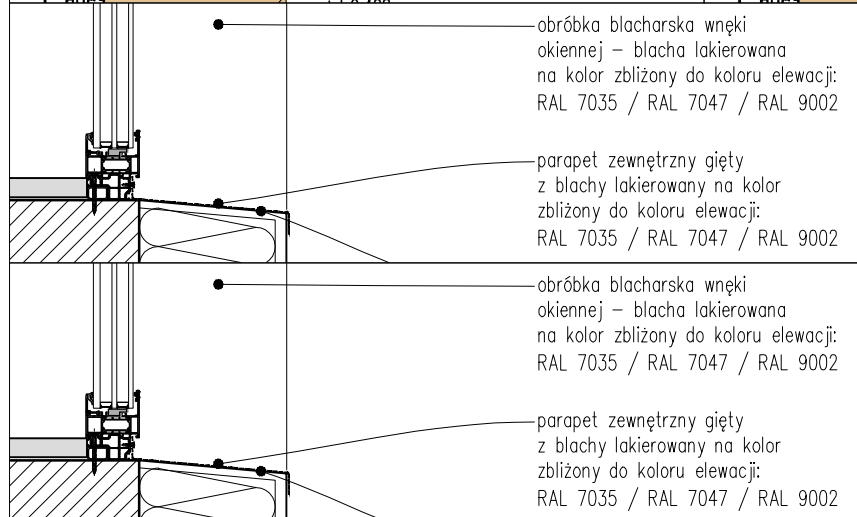 obróbka blacharska wnęki
okiennej – blacha lakierowana
na kolor zbliżony do koloru elewacji:
RAL 7035 / RAL 7047 / RAL 9002
parapet zewnętrzny gięty
z blachy lakierowany na kolor
zbliżony do koloru elewacji:
RAL 7035 / RAL 7047 / RAL 9002
obróbka blacharska wnęki
okiennej – blacha lakierowana
na kolor zbliżony do koloru elewacji:
RAL 7035 / RAL 7047 / RAL 9002
parapet zewnętrzny gięty
z blachy lakierowany na kolor
zbliżony do koloru elewacji:
RAL 7035 / RAL 7047 / RAL 9002